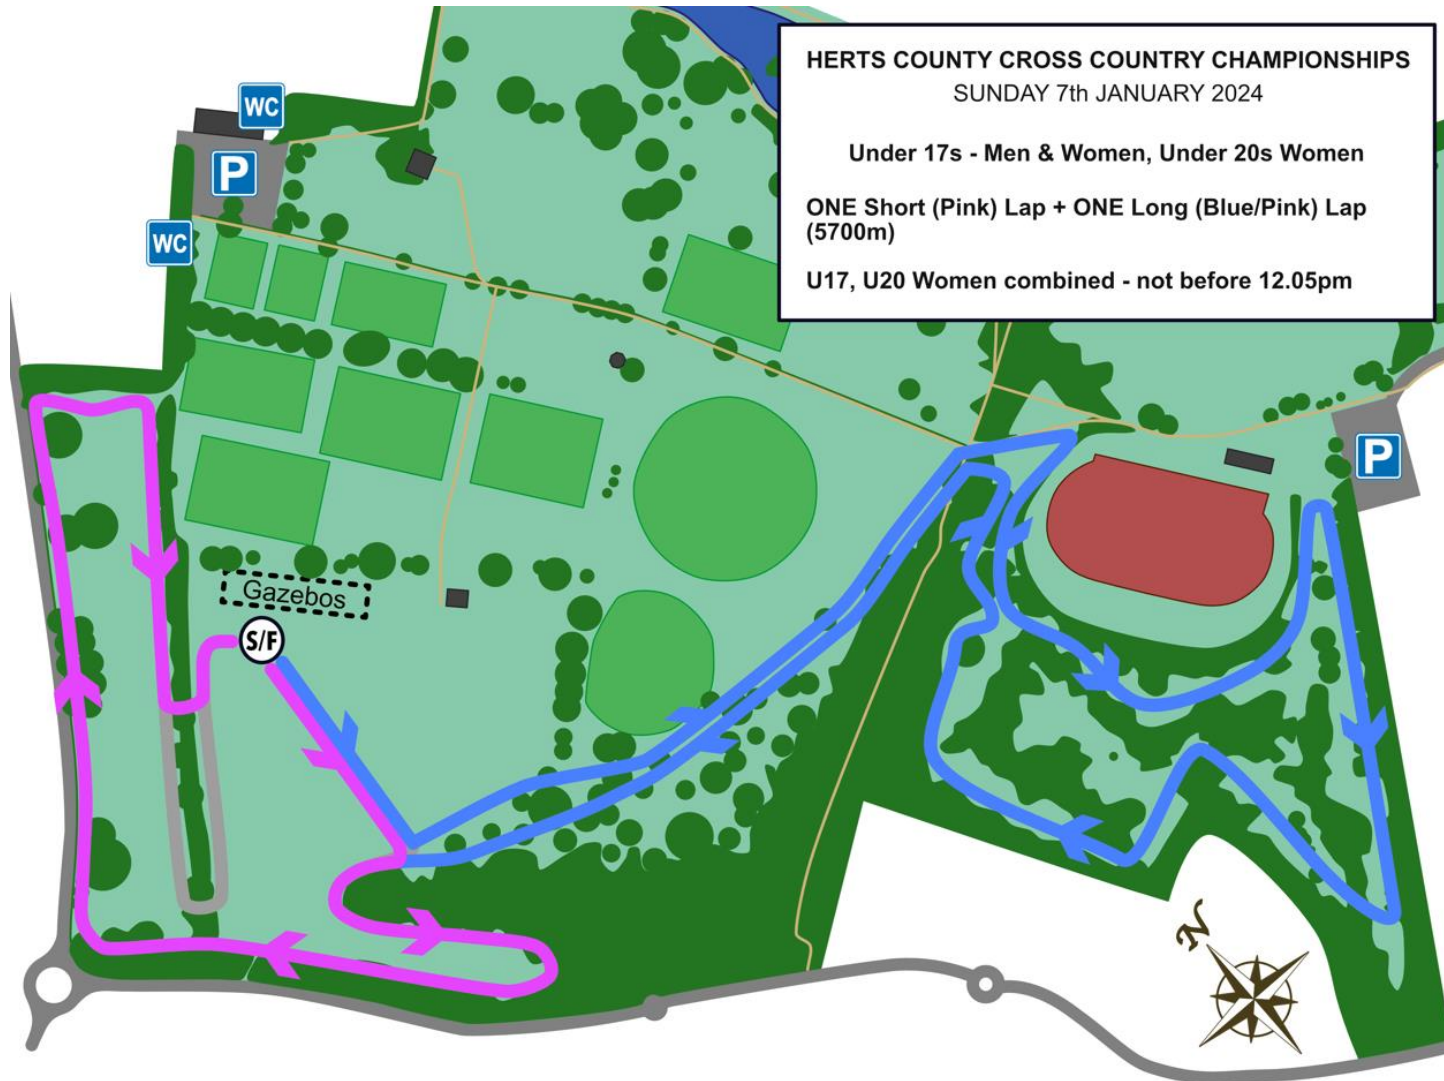 HERTS COUNTY CROSS COUNTRY CHAMPIONSHIPS
SUNDAY 7th JANUARY 2024
Under 17s - Men & Women, Under 20s Women
ONE Short (Pink) Lap + ONE Long (Blue/Pink) Lap
(5700m)
U17, U20 Women combined - not before 12.05pm
WC
P
WC
P
Gazebos
S/F
N